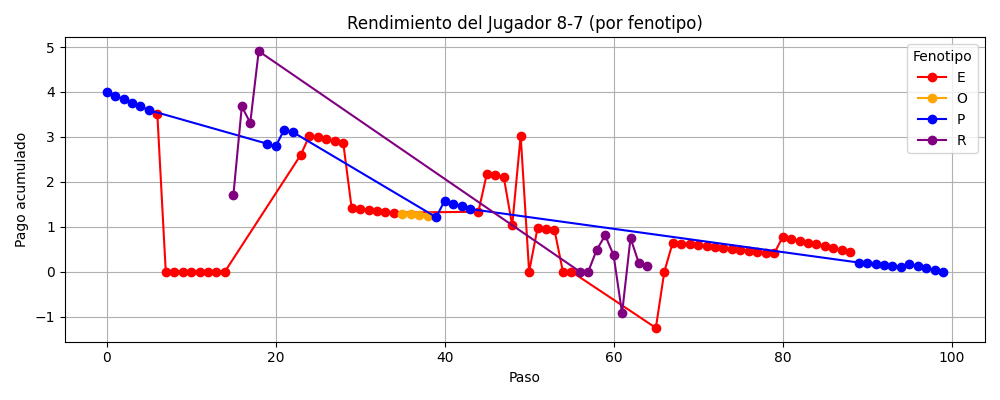 Rendimiento del Jugador 8-7 (por fenotipo)
Pago acumulado
5
4
3
2
1
0
−1
0
20
40
60
80
100
Paso
Fenotipo
E
O
P
R